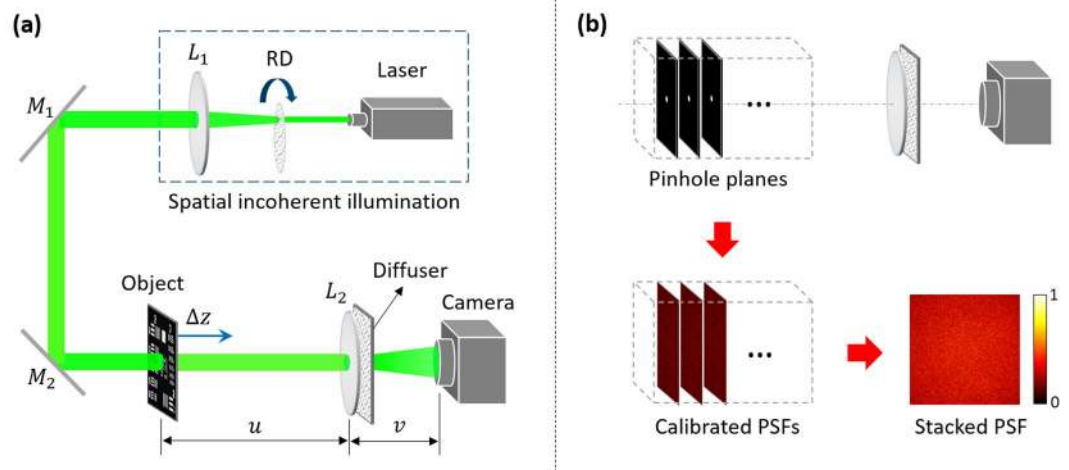 (a)
L₁
RD
Laser
M₁
Spatial incoherent illumination
Object
Δz
L₂
Diffuser
Camera
M₂
u
v
(b)
...
Pinhole planes
...
1
0
Calibrated PSFs
Stacked PSF